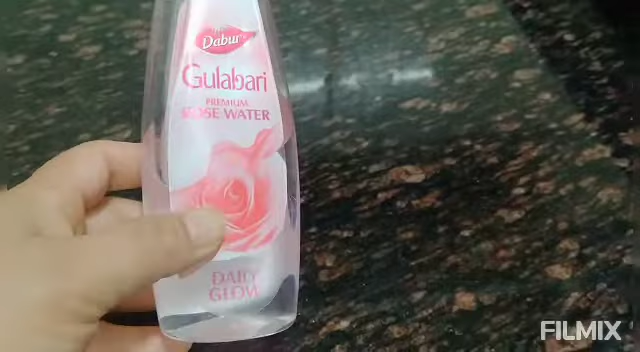 Dabur
Gulabari
PREMIUM
ROSE WATER
DAILY
GLOW
FILMIX